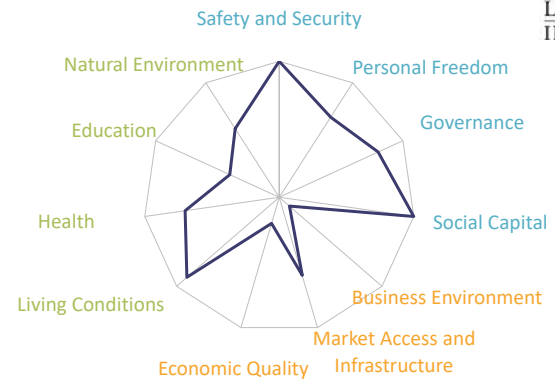 Safety and Security
Natural Environment
Personal Freedom
Education
Governance
Health
Social Capital
Living Conditions
Business Environment
Market Access and
Infrastructure
Economic Quality